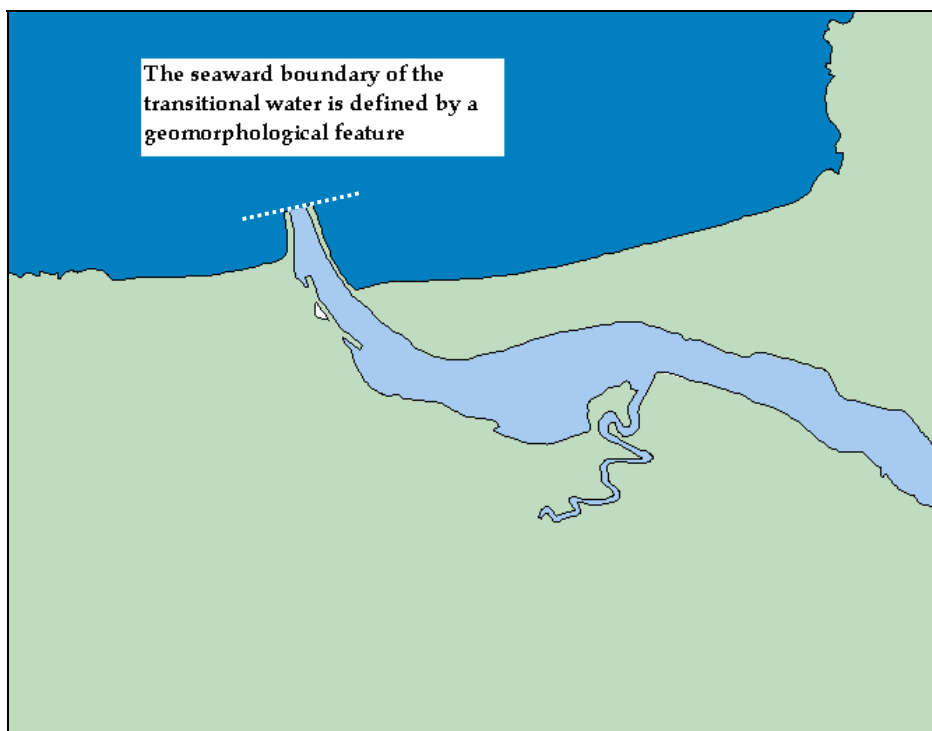 The seaward boundary of the
transitional water is defined by a
geomorphological feature